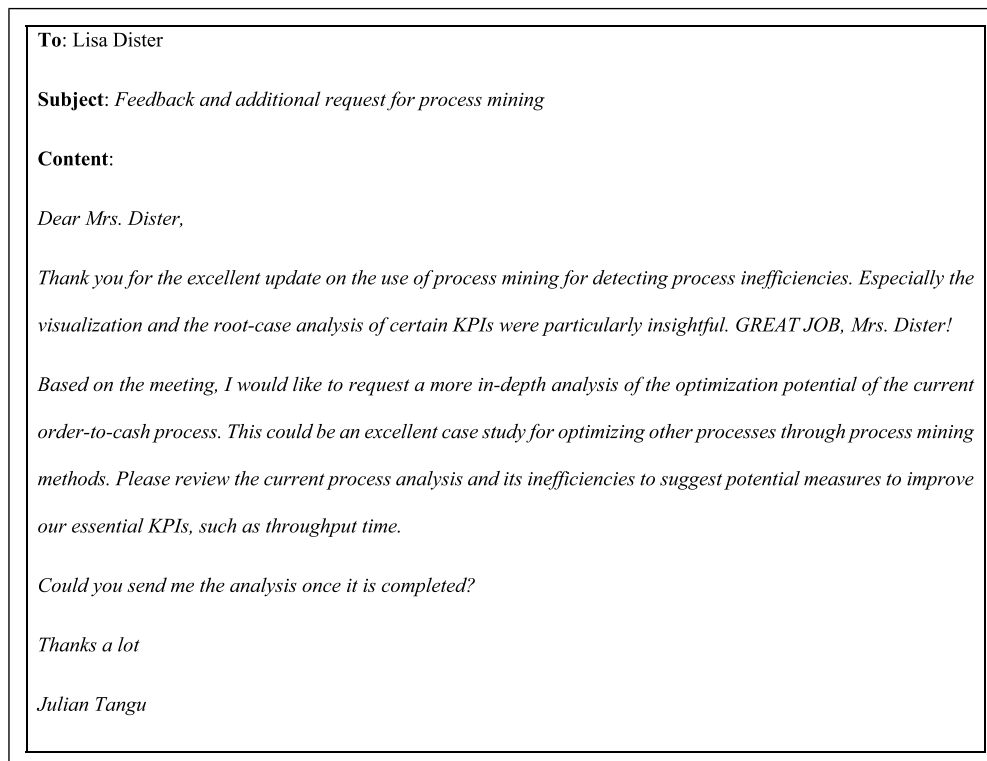 To: Lisa Dister
Subject: Feedback and additional request for process mining
Content:
Dear Mrs. Dister,
Thank you for the excellent update on the use of process mining for detecting process inefficiencies. Especially the
visualization and the root-case analysis of certain KPIs were particularly insightful. GREAT JOB, Mrs. Dister!
Based on the meeting, I would like to request a more in-depth analysis of the optimization potential of the current
order-to-cash process. This could be an excellent case study for optimizing other processes through process mining
methods. Please review the current process analysis and its inefficiencies to suggest potential measures to improve
our essential KPIs, such as throughput time.
Could you send me the analysis once it is completed?
Thanks a lot
Julian Tangu